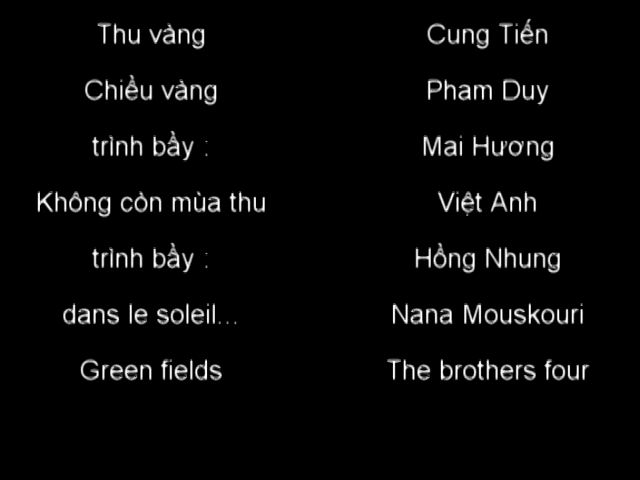 Thu vàng Cung Tiến
Chiều vàng Pham Duy
trình bầy : Mai Hương
Không còn mùa thu Việt Anh
trình bầy : Hồng Nhung
dans le soleil... Nana Mouskouri
Green fields The brothers four